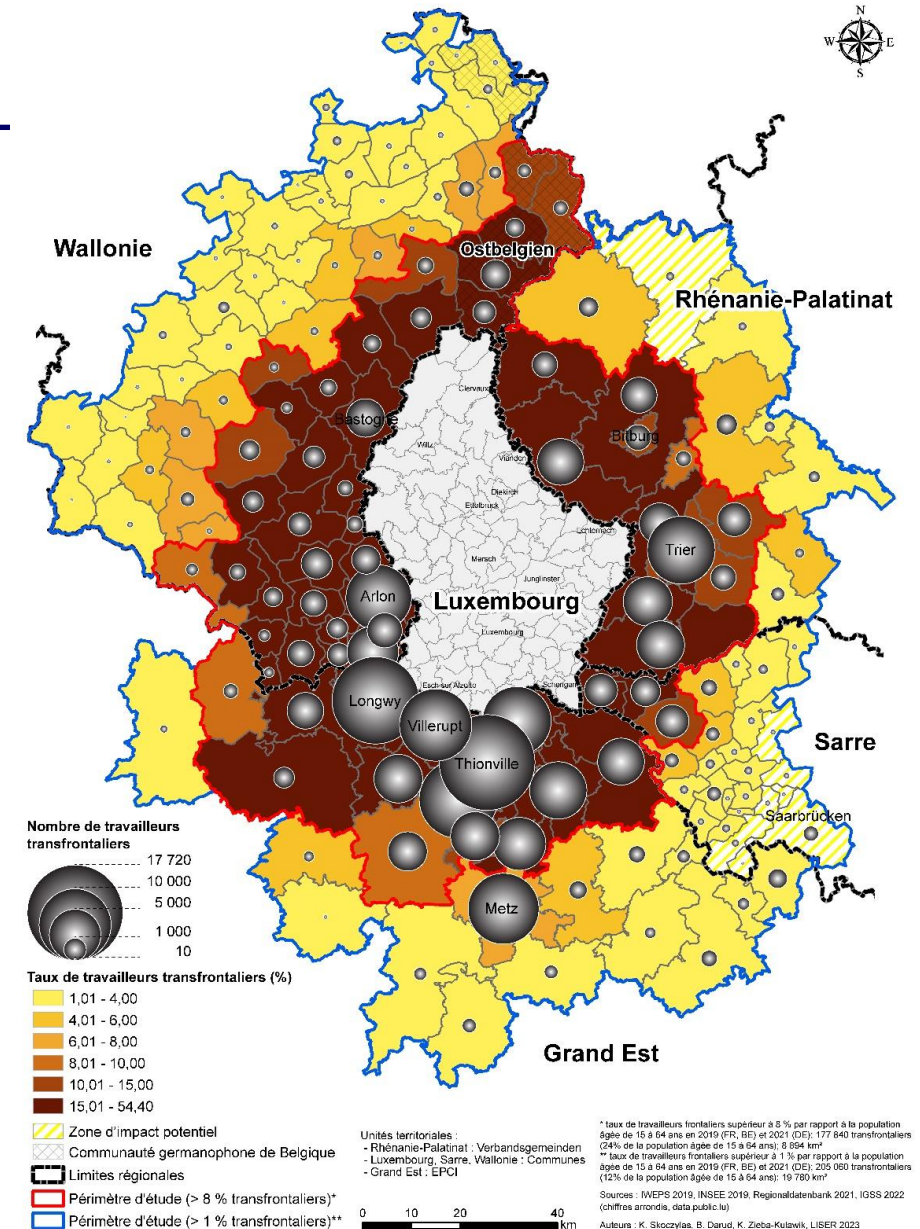 N
W E
S
Wallonie
Ostbelgien
Rhénanie-Palatinat
Clervaux
Bastogne
Wiltz
Bitburg
Vianden
Diekirch
Ettelbruck
Echternach
Trier
Mersch
Junglinster
Arlon
Luxembourg
Luxembourg
Esch-sur-Alzette
Schengen
Longwy
Villerupt
Thionville
Sarre
Saarbrücken
Metz
Grand Est
Nombre de travailleurs
transfrontaliers
17 720
10 000
5 000
1 000
10
Taux de travailleurs transfrontaliers (%)
1,01 - 4,00
4,01 - 6,00
6,01 - 8,00
8,01 - 10,00
10,01 - 15,00
15,01 - 54,40
Zone d'impact potentiel
Communauté germanophone de Belgique
Limites régionales
Périmètre d'étude (> 8 % transfrontaliers)*
Périmètre d'étude (> 1 % transfrontaliers)**
Unités territoriales :
- Rhénanie-Palatinat : Verbandsgemeinden
- Luxembourg, Sarre, Wallonie : Communes
- Grand Est : EPCI
0 10 20 40
km
* taux de travailleurs frontaliers supérieur à 8 % par rapport à la population
âgée de 15 à 64 ans en 2019 (FR, BE) et 2021 (DE); 177 840 transfrontaliers
(24% de la population âgée de 15 à 64 ans); 8 894 km²
** taux de travailleurs frontaliers supérieur à 1 % par rapport à la population
âgée de 15 à 64 ans en 2019 (FR, BE) et 2021 (DE); 205 060 transfrontaliers
(12% de la population âgée de 15 à 64 ans); 19 780 km²
Sources : IWEPS 2019, INSEE 2019, Regionaldatenbank 2021, IGSS 2022
(chiffres arrondis, data.public.lu)
Auteurs : K. Skoczylas, B. Darud, K. Zieba-Kulawik, LISER 2023